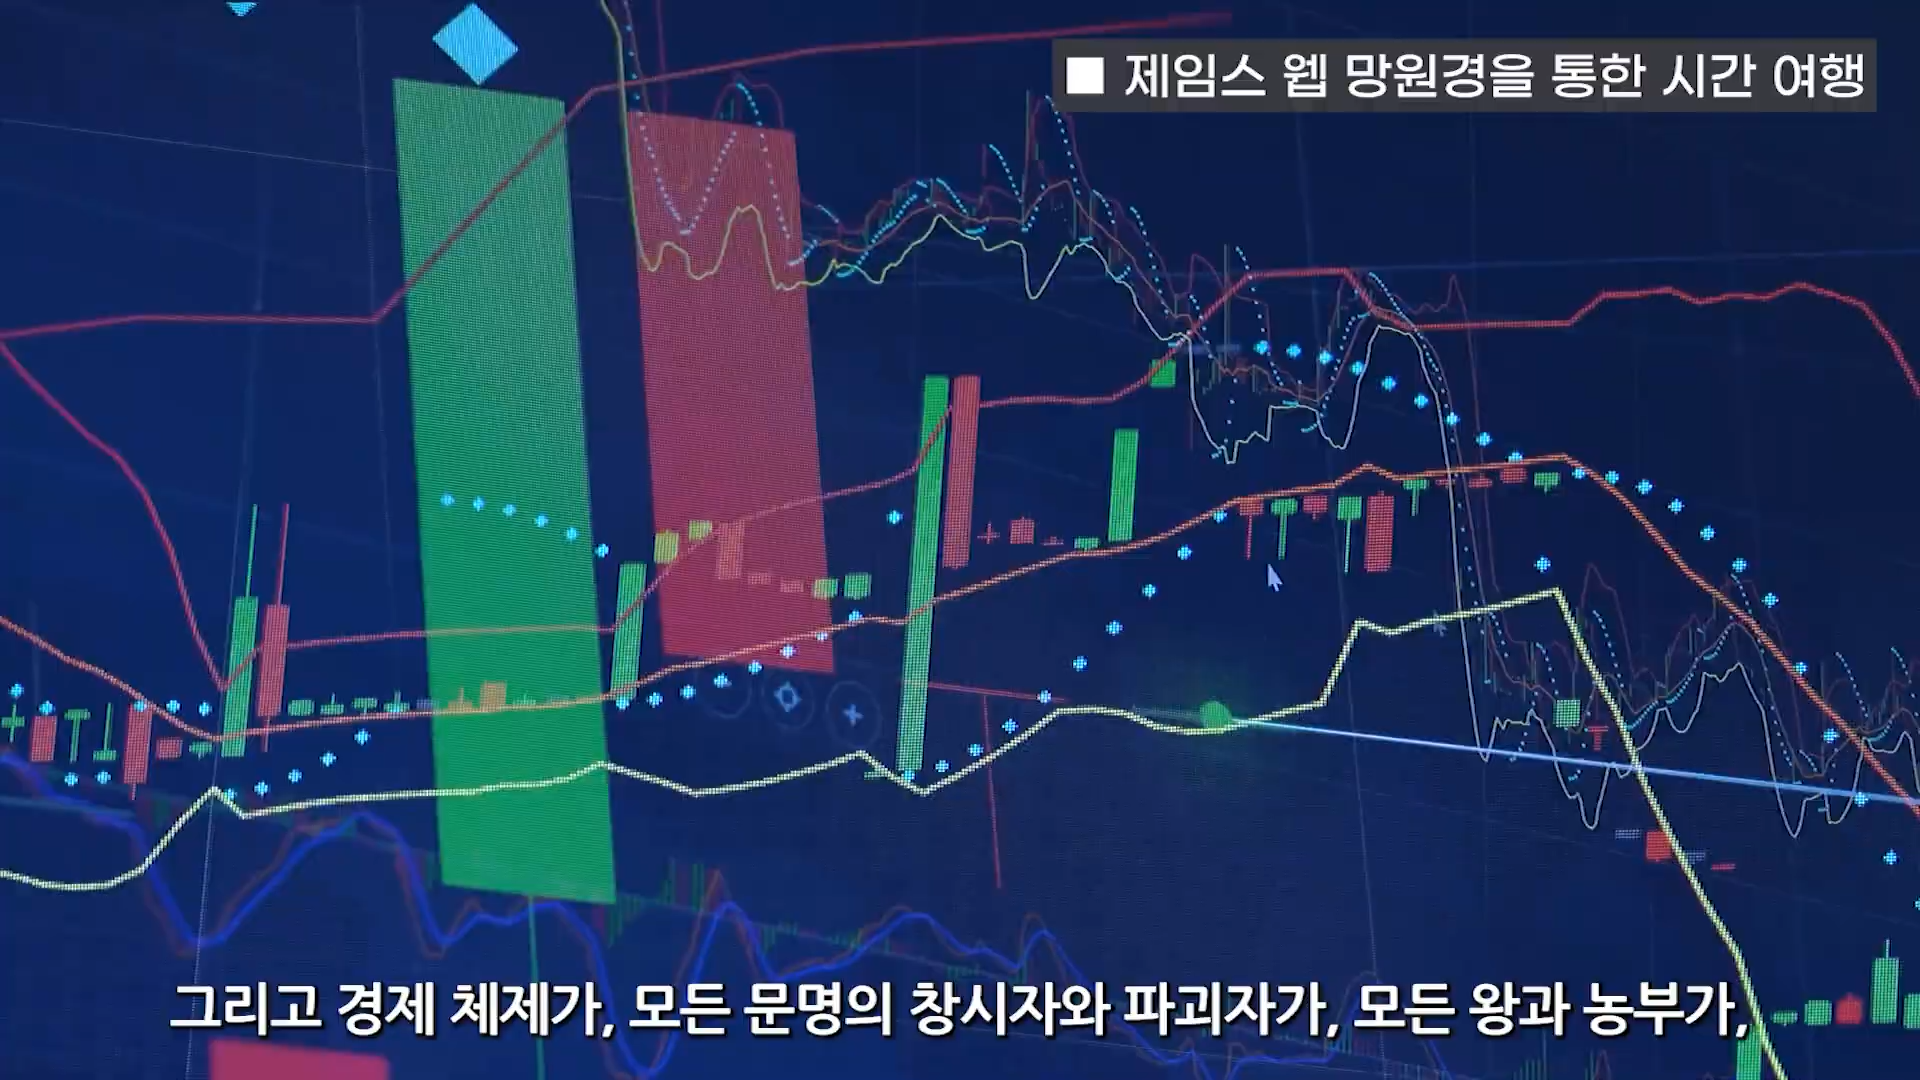 ■ 제임스 웹 망원경을 통한 시간 여행
그리고 경제 체제가, 모든 문명의 창시자와 파괴자가, 모든 왕과 농부가,